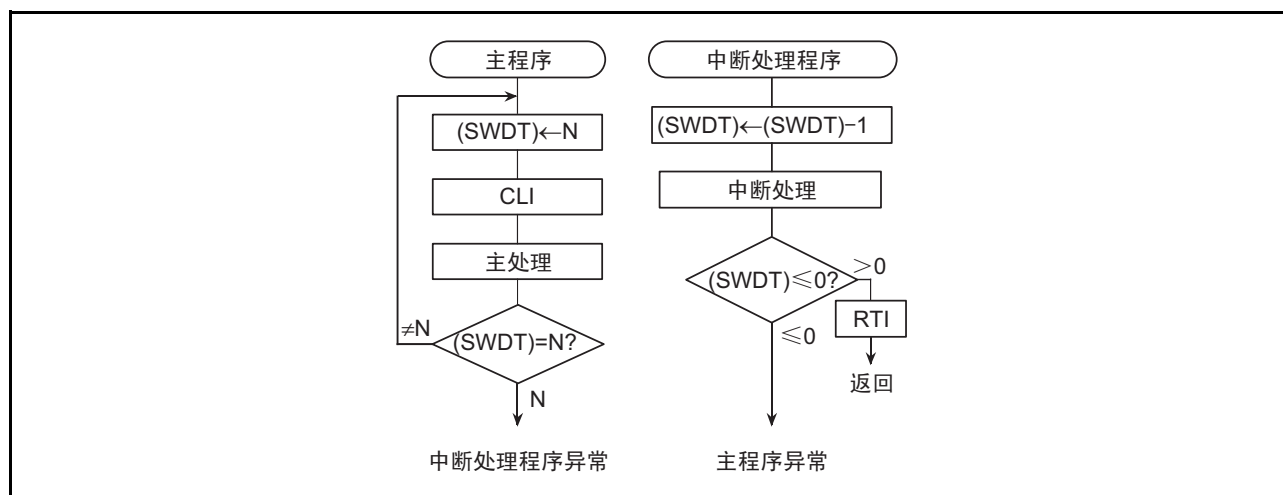 主程序
(SWDT)←N
CLI
主处理
≠N
(SWDT)=N?
N
中断处理程序异常
中断处理程序
(SWDT)←(SWDT)−1
中断处理
(SWDT)≦0?
>0
RTI
≦0
返回
主程序异常